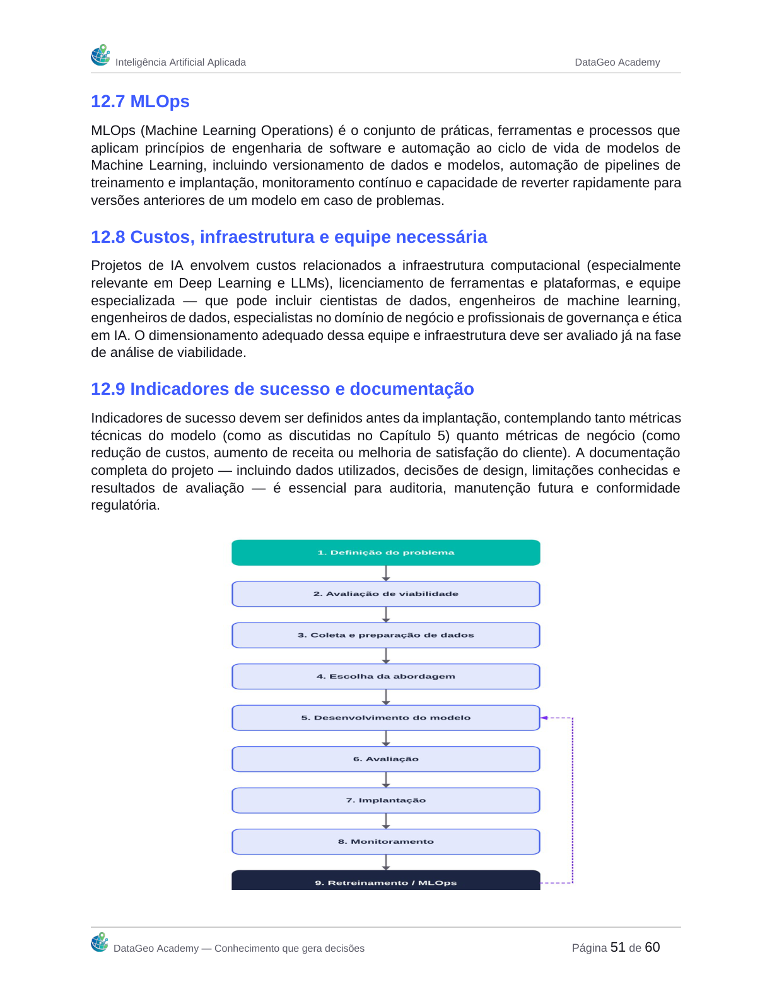 Inteligência Artificial Aplicada DataGeo Academy
12.7 MLOps
MLOps (Machine Learning Operations) é o conjunto de práticas, ferramentas e processos que
aplicam princípios de engenharia de software e automação ao ciclo de vida de modelos de
Machine Learning, incluindo versionamento de dados e modelos, automação de pipelines de
treinamento e implantação, monitoramento contínuo e capacidade de reverter rapidamente para
versões anteriores de um modelo em caso de problemas.
12.8 Custos, infraestrutura e equipe necessária
Projetos de IA envolvem custos relacionados a infraestrutura computacional (especialmente
relevante em Deep Learning e LLMs), licenciamento de ferramentas e plataformas, e equipe
especializada — que pode incluir cientistas de dados, engenheiros de machine learning,
engenheiros de dados, especialistas no domínio de negócio e profissionais de governança e ética
em IA. O dimensionamento adequado dessa equipe e infraestrutura deve ser avaliado já na fase
de análise de viabilidade.
12.9 Indicadores de sucesso e documentação
Indicadores de sucesso devem ser definidos antes da implantação, contemplando tanto métricas
técnicas do modelo (como as discutidas no Capítulo 5) quanto métricas de negócio (como
redução de custos, aumento de receita ou melhoria de satisfação do cliente). A documentação
completa do projeto — incluindo dados utilizados, decisões de design, limitações conhecidas e
resultados de avaliação — é essencial para auditoria, manutenção futura e conformidade
regulatória.
1. Definição do problema
2. Avaliação de viabilidade
3. Coleta e preparação de dados
4. Escolha da abordagem
5. Desenvolvimento do modelo
6. Avaliação
7. Implantação
8. Monitoramento
9. Retreinamento / MLOps
DataGeo Academy — Conhecimento que gera decisões Página 51 de 60